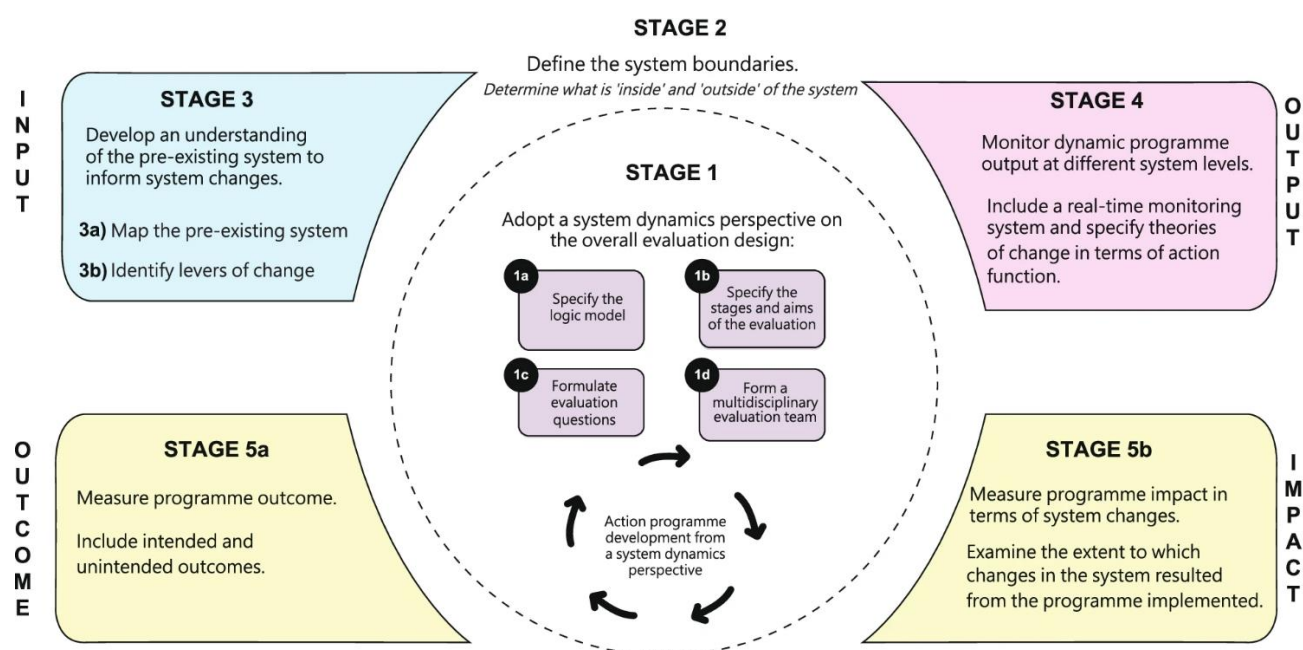 STAGE 2
Define the system boundaries.
Determine what is 'inside' and 'outside' of the system
INPUT
STAGE 3
Develop an understanding
of the pre-existing system to
inform system changes.
3a) Map the pre-existing system
3b) Identify levers of change
STAGE 1
Adopt a system dynamics perspective on
the overall evaluation design:
1a
Specify the
logic model
1b
Specify the
stages and aims
of the evaluation
1c
Formulate
evaluation
questions
1d
Form a
multidisciplinary
evaluation team
Action programme
development from
a system dynamics
perspective
STAGE 4
Monitor dynamic programme
output at different system levels.
Include a real-time monitoring
system and specify theories
of change in terms of action
function.
OUTPUT
OUTCOME
STAGE 5a
Measure programme outcome.
Include intended and
unintended outcomes.
STAGE 5b
Measure programme impact in
terms of system changes.
Examine the extent to which
changes in the system resulted
from the programme implemented.
IMPACT